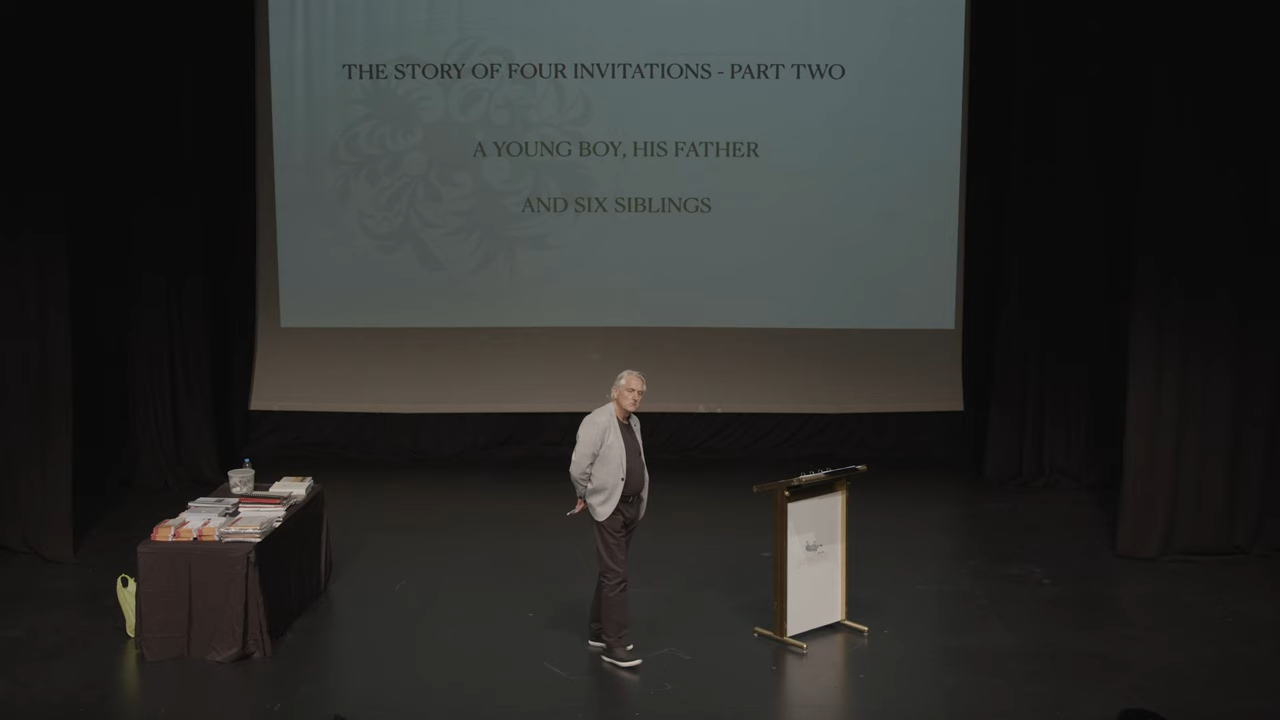 THE STORY OF FOUR INVITATIONS - PART TWO
A YOUNG BOY, HIS FATHER
AND SIX SIBLINGS